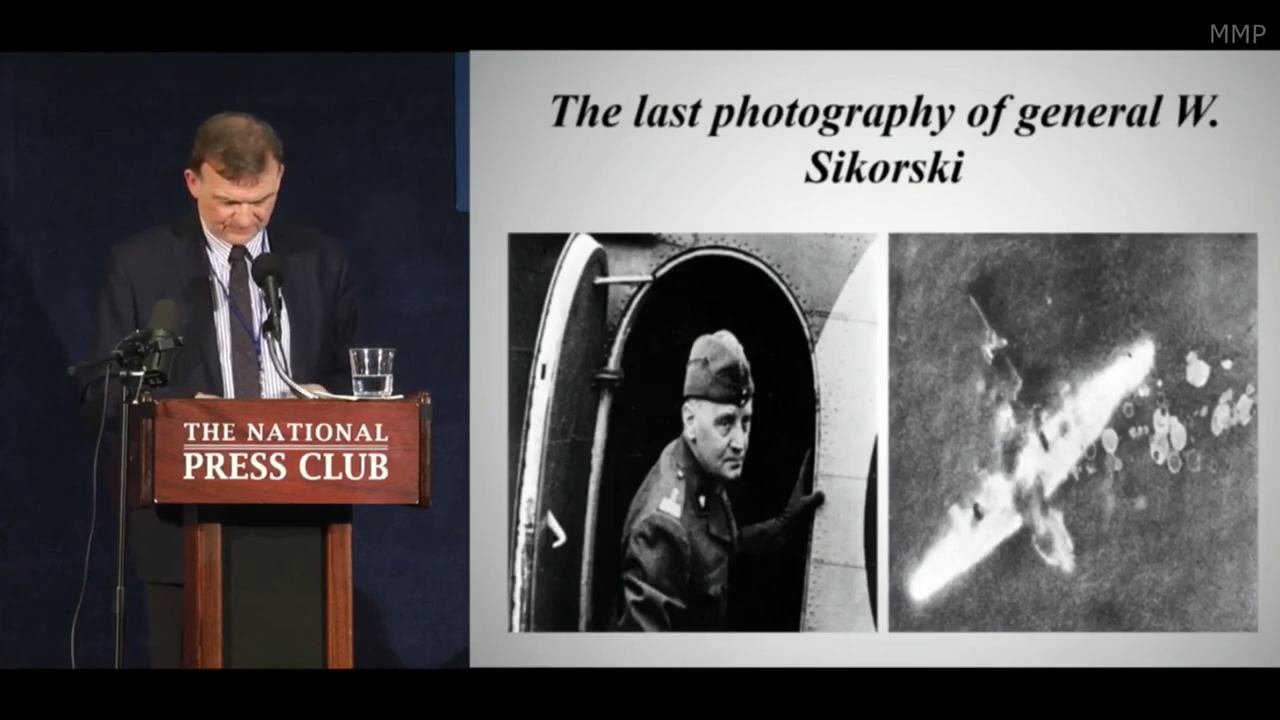 MMP
The last photography of general W.
Sikorski
THE NATIONAL
PRESS CLUB